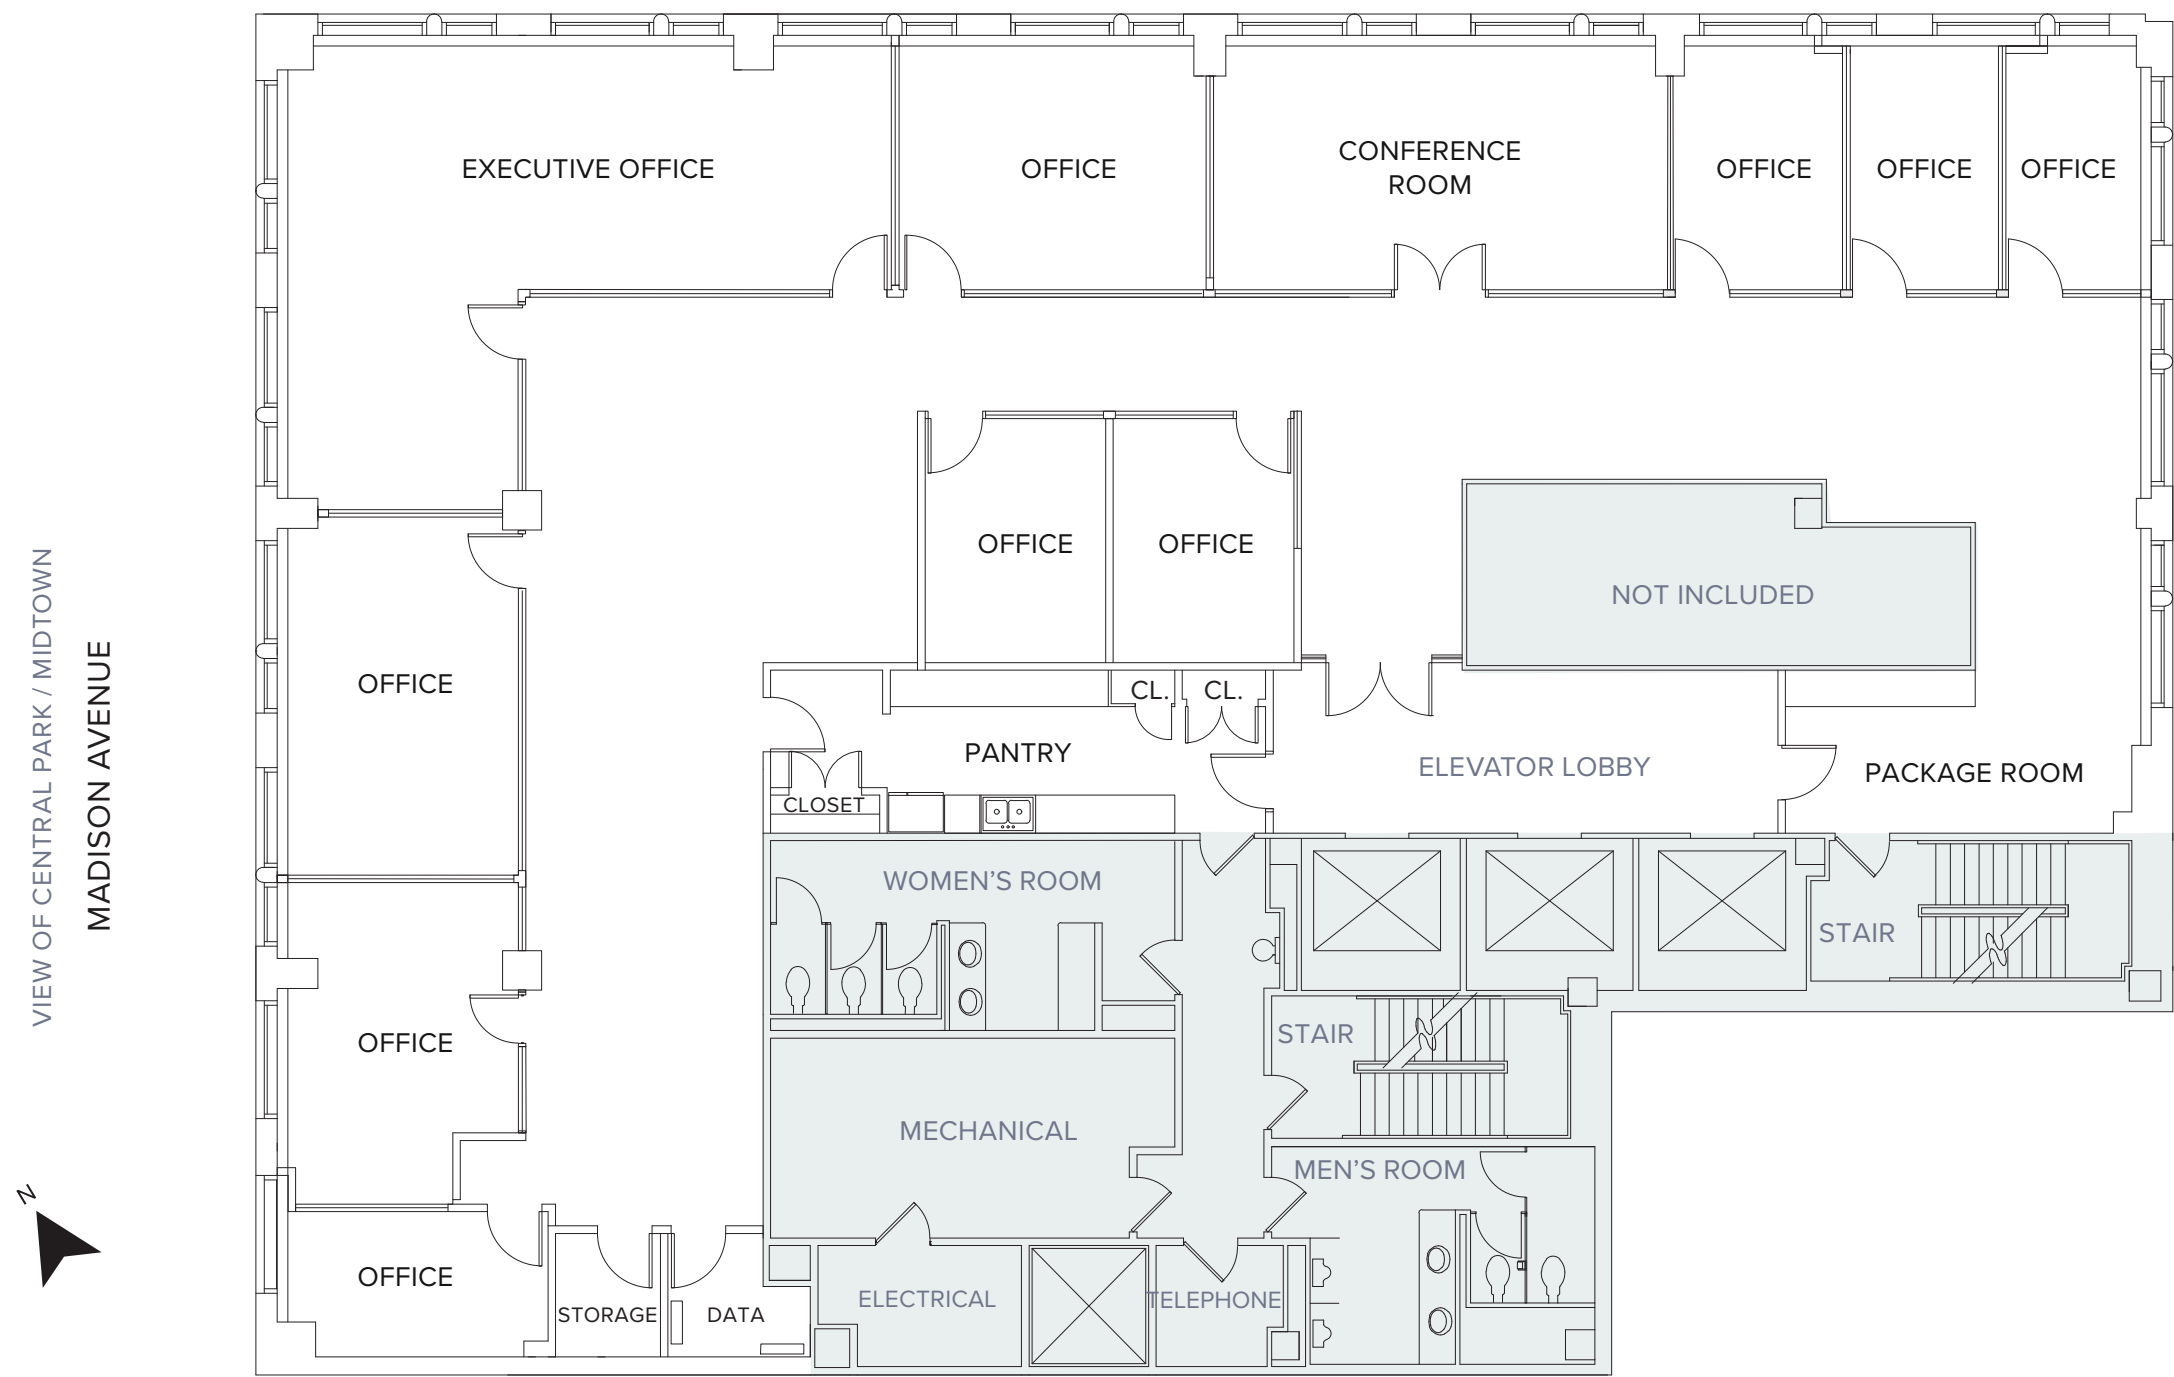 EXECUTIVE OFFICE
OFFICE
CONFERENCE
ROOM
OFFICE
OFFICE
OFFICE
OFFICE
OFFICE
NOT INCLUDED
VIEW OF CENTRAL PARK / MIDTOWN
MADISON AVENUE
OFFICE
CL.
CL.
PANTRY
ELEVATOR LOBBY
PACKAGE ROOM
CLOSET
WOMEN'S ROOM
STAIR
OFFICE
STAIR
MECHANICAL
MEN'S ROOM
N
OFFICE
STORAGE
DATA
ELECTRICAL
TELEPHONE